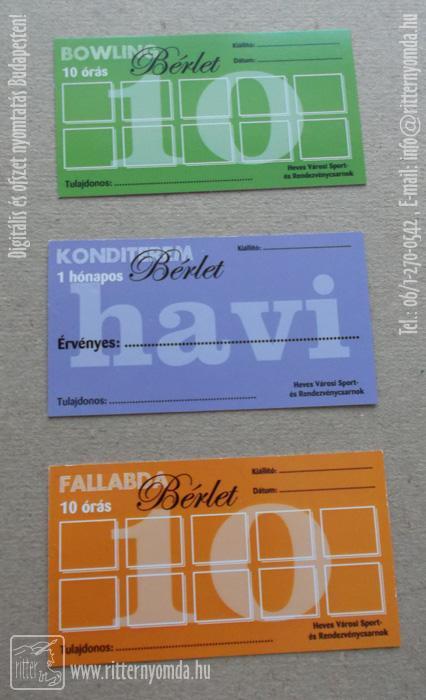 BOWLING
Bérlet
10 órás
Kiállító:
Dátum:
10
Tulajdonos:
Heves Városi Sport-
és Rendezvénycsarnok
KONDITEREM
Bérlet
1 hónapos
Kiállító:
havi
Érvényes:
Tulajdonos:
Heves Városi Sport-
és Rendezvénycsarnok
FALLABDA
Bérlet
10 órás
Kiállító:
Dátum:
10
Tulajdonos:
Heves Városi Sport-
és Rendezvénycsarnok
Digitális és ofszet nyomtatás Budapesten!
Tel.: 06/1-270-0542, E-mail: info@ritternyomda.hu
ritter
www.ritternyomda.hu